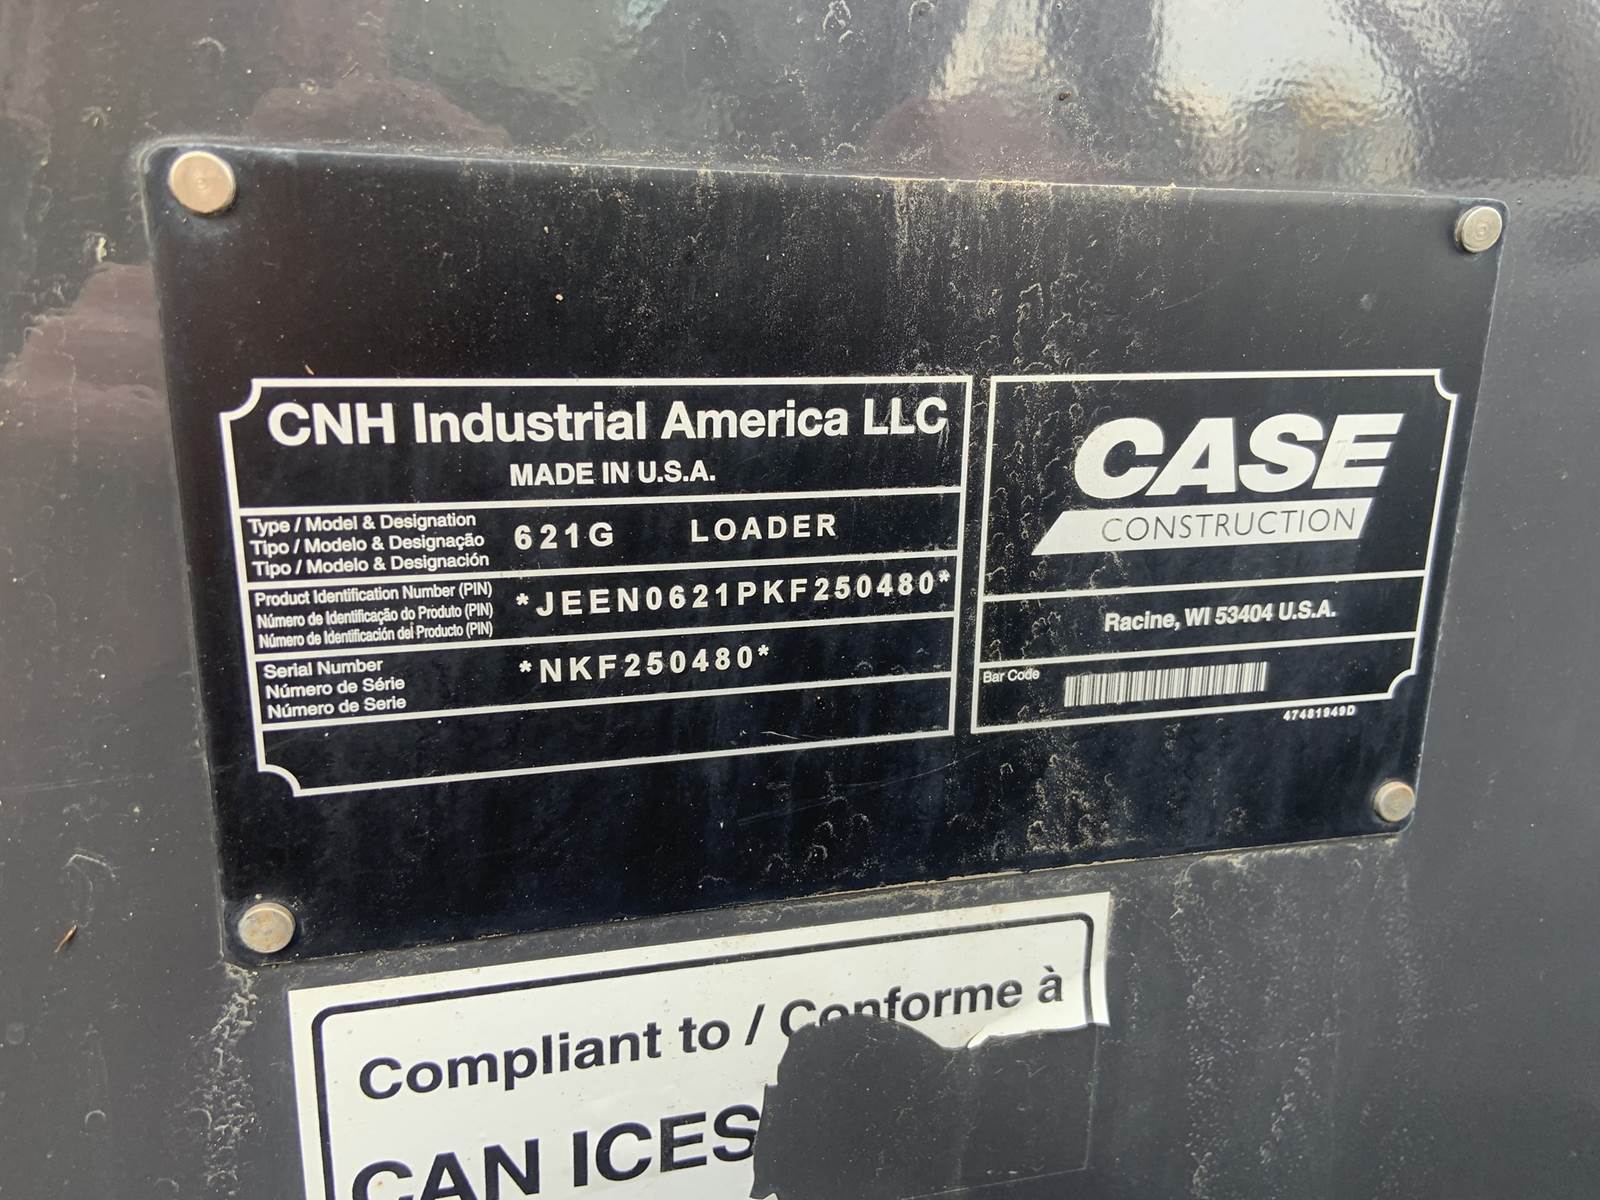 CNH Industrial America LLC
MADE IN U.S.A.
Type / Model & Designation
Tipo / Modelo & Designação
Tipo / Modelo & Designación
621G LOADER
Product Identification Number (PIN)
Número de Identificação do Produto (PIN)
Número de Identificación del Producto (PIN)
*JEEN0621PKF250480*
Serial Number
Número de Série
Número de Serie
*NKF250480*
CASE
CONSTRUCTION
Racine, WI 53404 U.S.A.
Bar Code
47481949D
Compliant to / Conforme à
CAN ICES